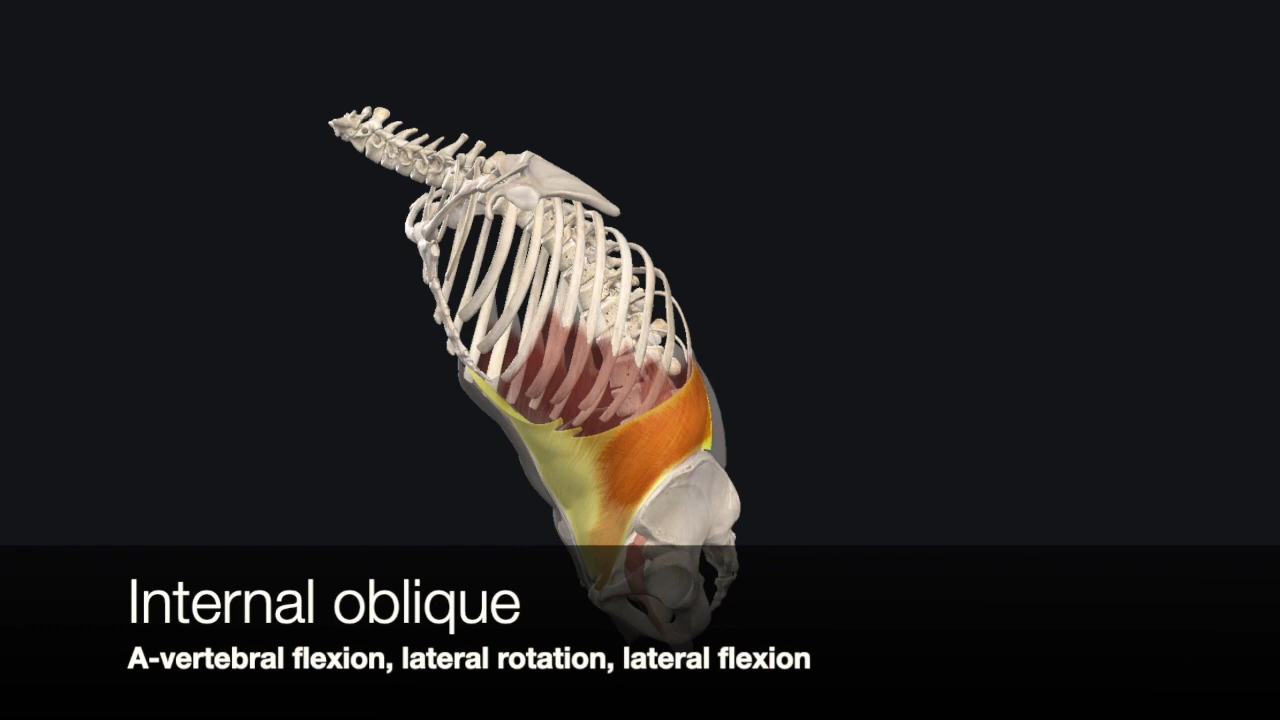 Internal oblique
A-vertebral flexion, lateral rotation, lateral flexion